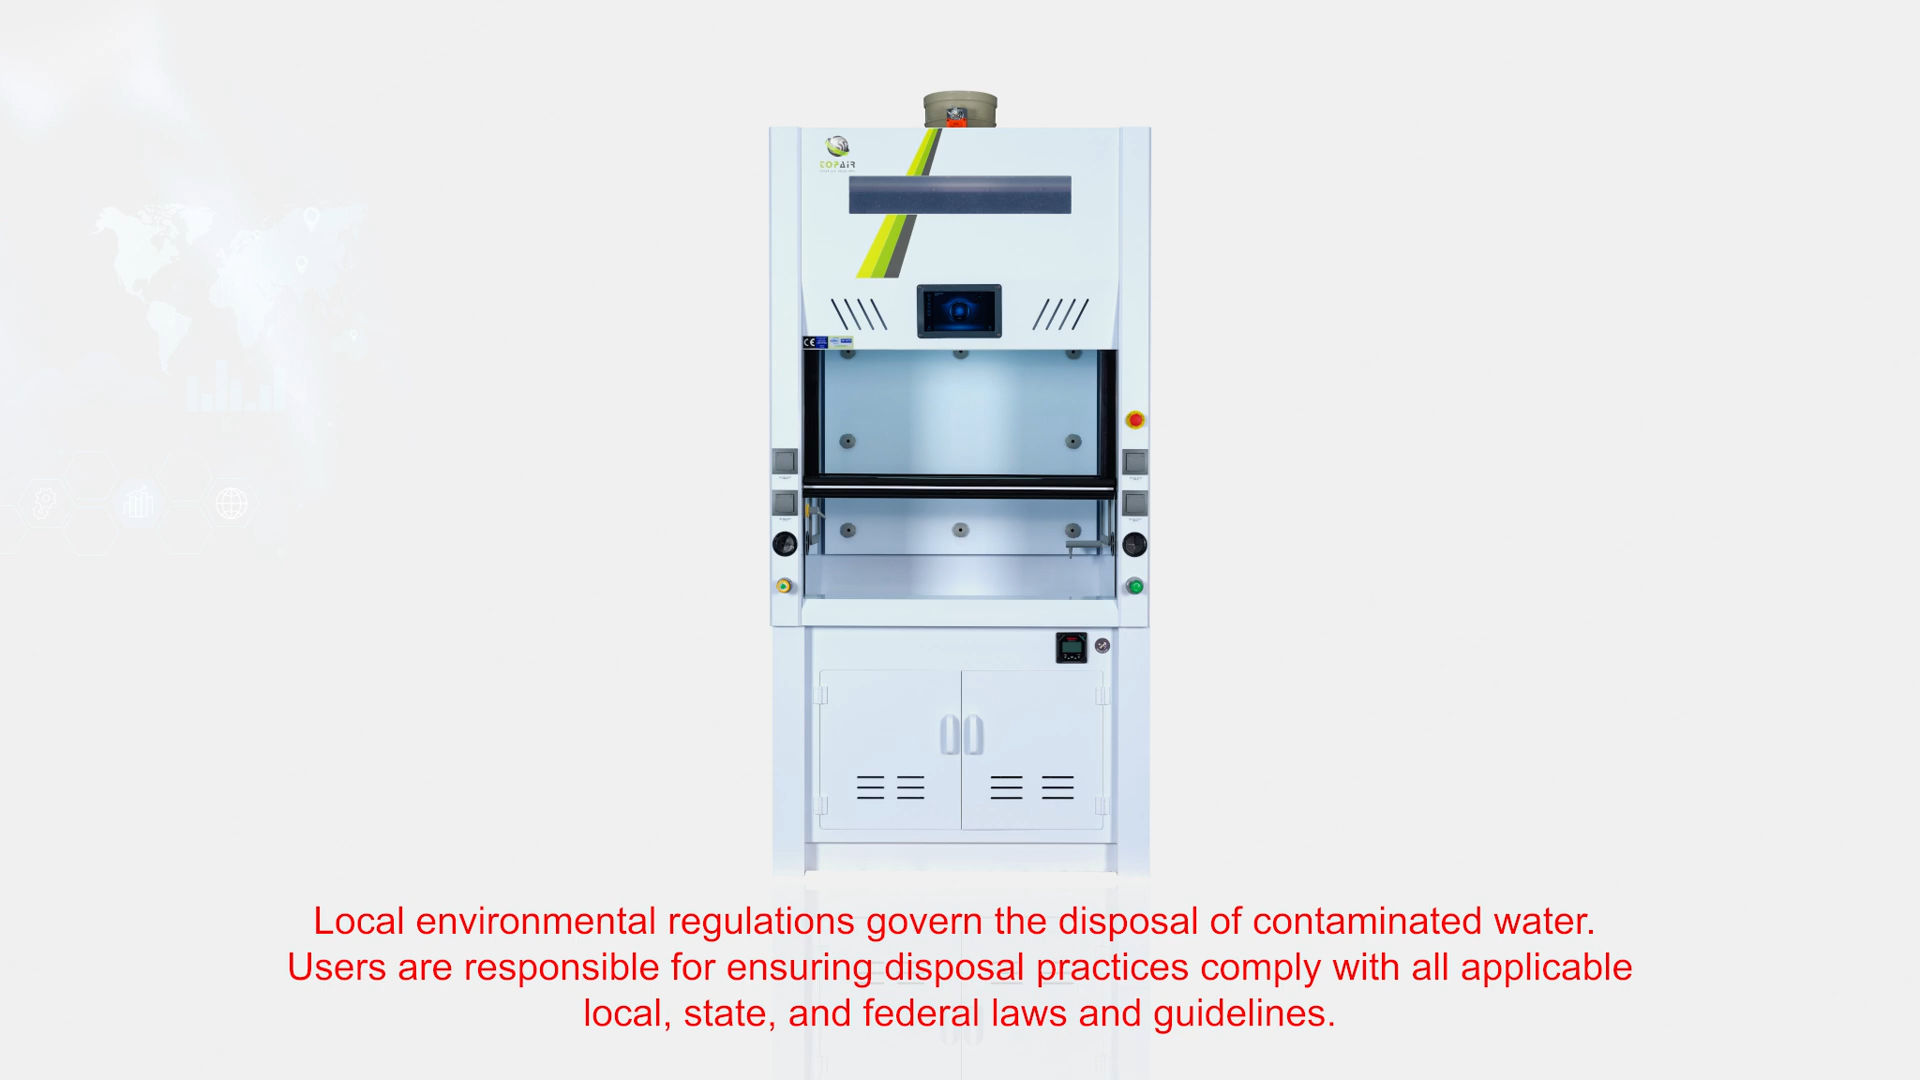 TOPAIR
CE
Local environmental regulations govern the disposal of contaminated water.
Users are responsible for ensuring disposal practices comply with all applicable
local, state, and federal laws and guidelines.